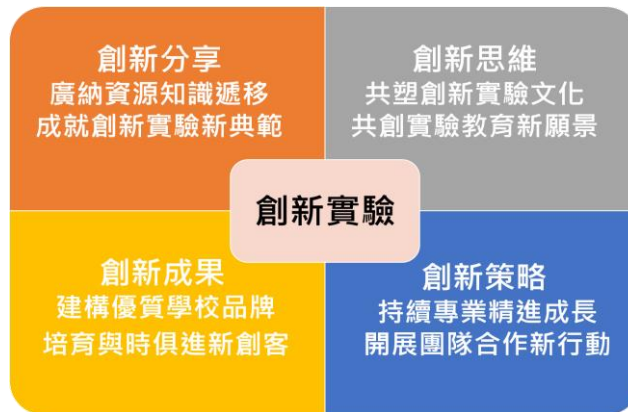 創新分享
廣納資源知識遞移
成就創新實驗新典範
創新思維
共塑創新實驗文化
共創實驗教育新願景
創新實驗
創新成果
建構優質學校品牌
培育與時俱進新創客
創新策略
持續專業精進成長
開展團隊合作新行動